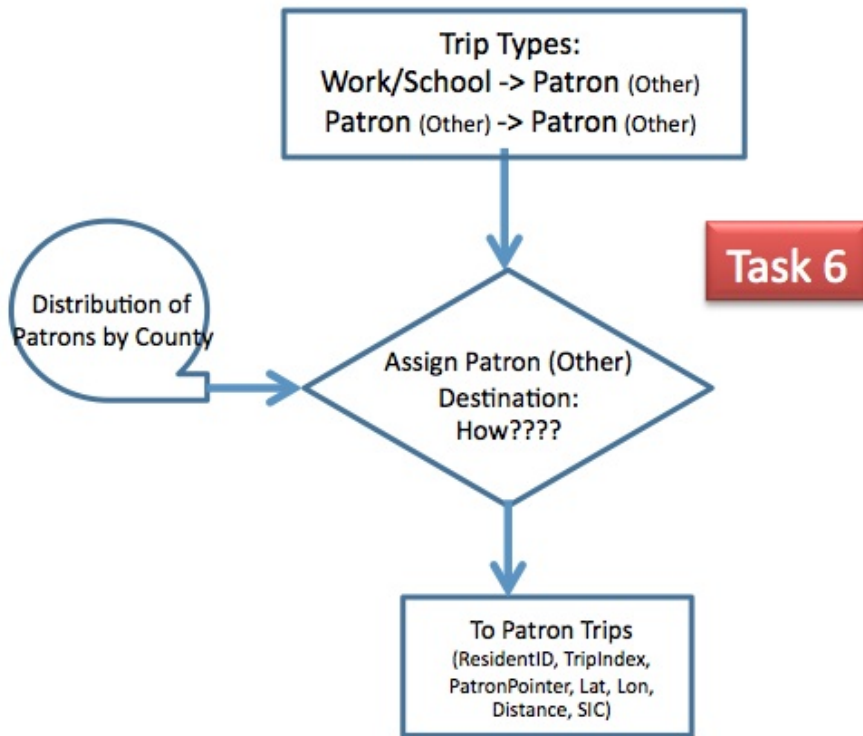 Trip Types:
Work/School -> Patron (Other)
Patron (Other) -> Patron (Other)
Task 6
Distribution of
Patrons by County
Assign Patron (Other)
Destination:
How????
To Patron Trips
(ResidentID, TripIndex,
PatronPointer, Lat, Lon,
Distance, SIC)